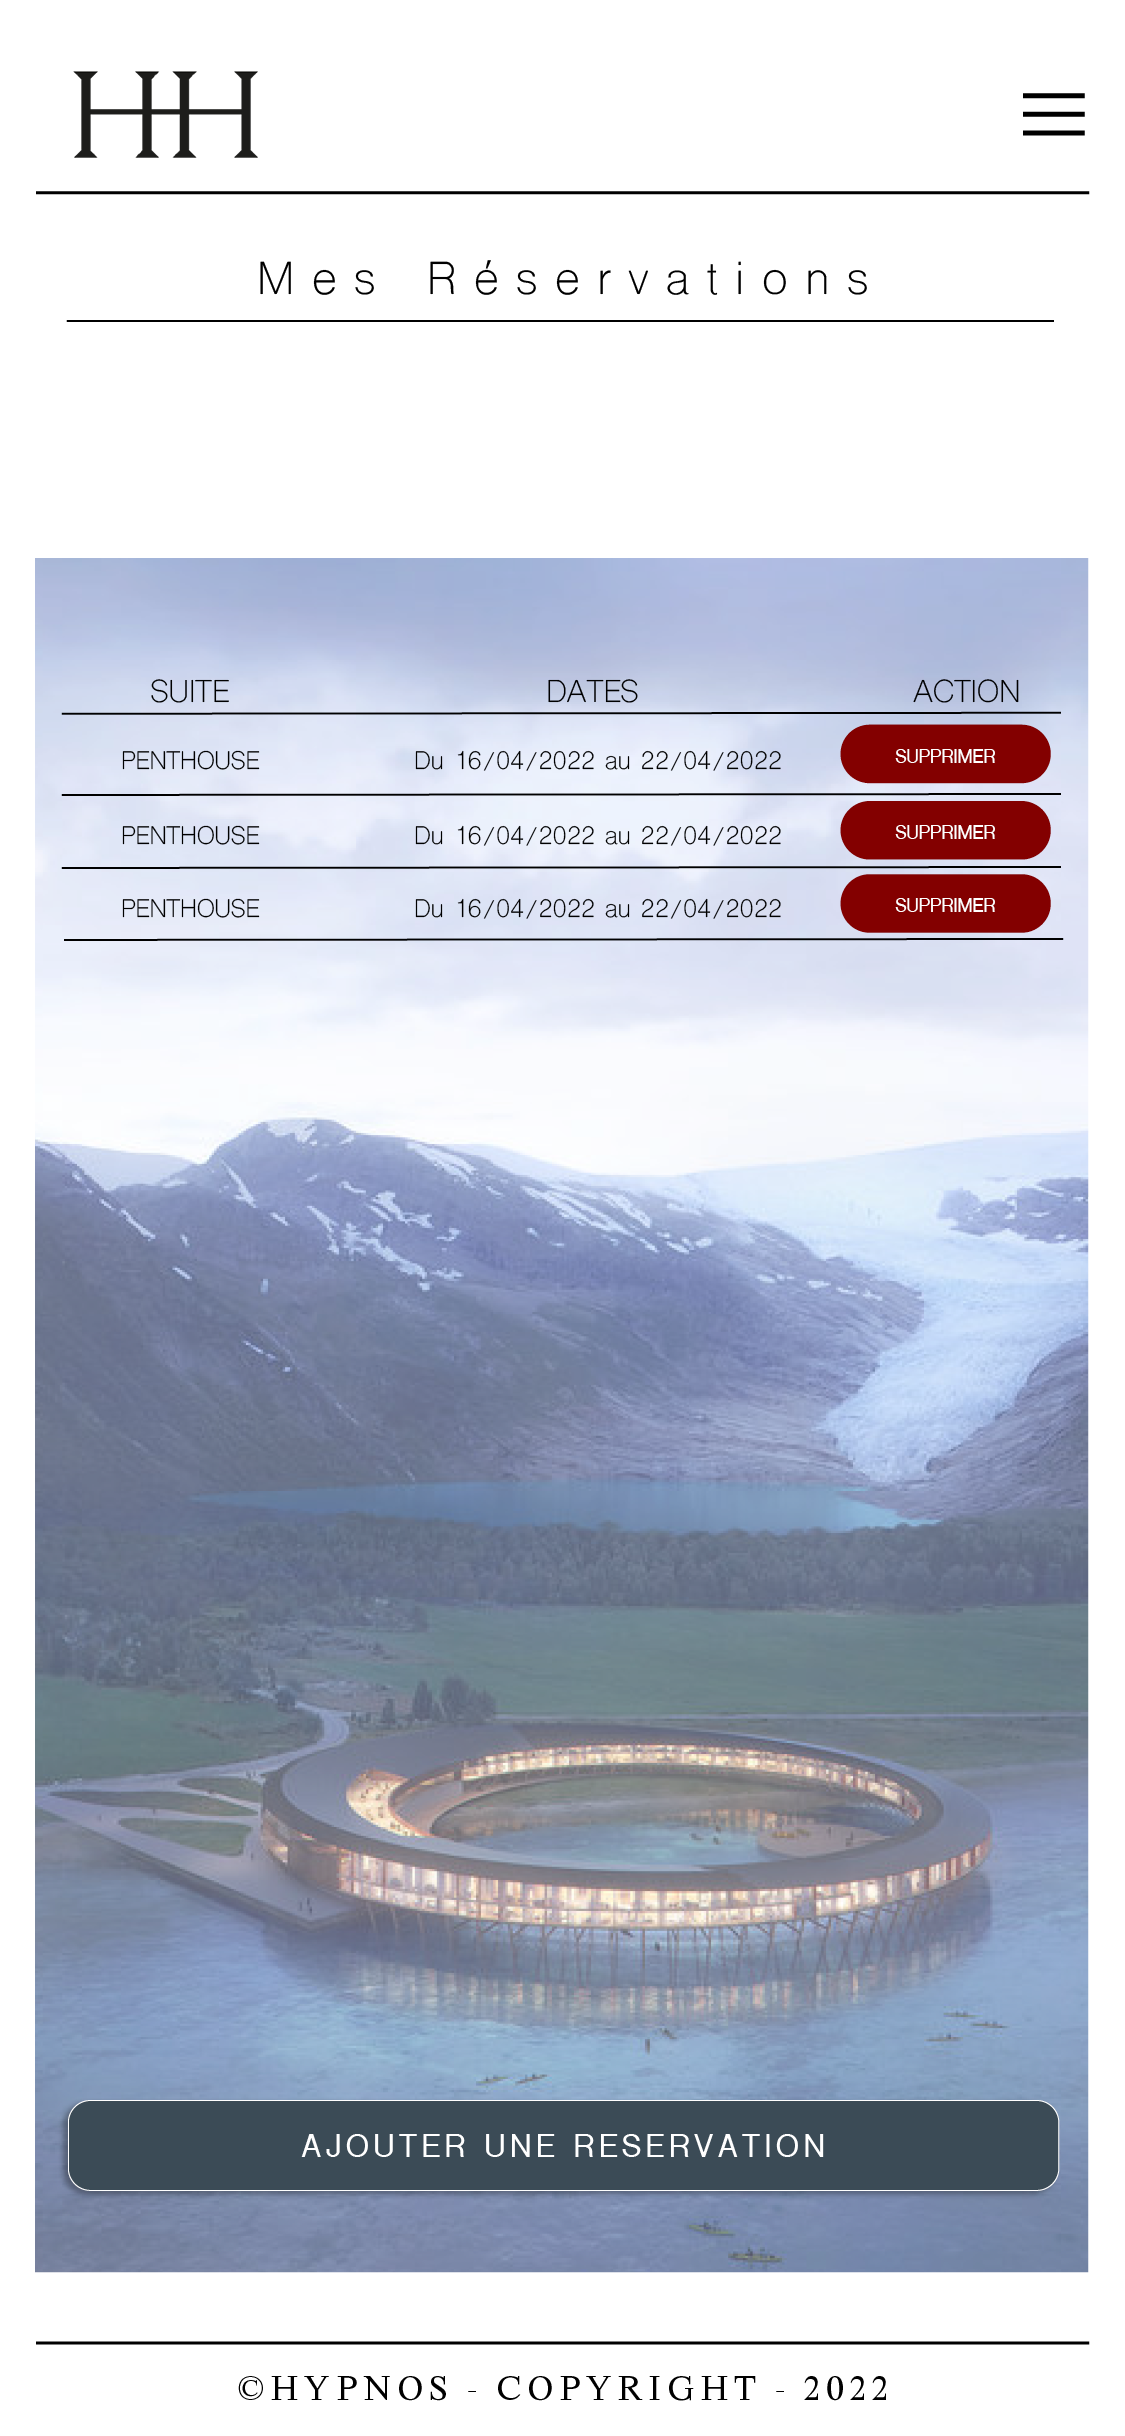 HH
Mes Réservations
SUITE DATES ACTION
PENTHOUSE Du 16/04/2022 au 22/04/2022 SUPPRIMER
PENTHOUSE Du 16/04/2022 au 22/04/2022 SUPPRIMER
PENTHOUSE Du 16/04/2022 au 22/04/2022 SUPPRIMER
AJOUTER UNE RESERVATION
©HYPNOS - COPYRIGHT - 2022